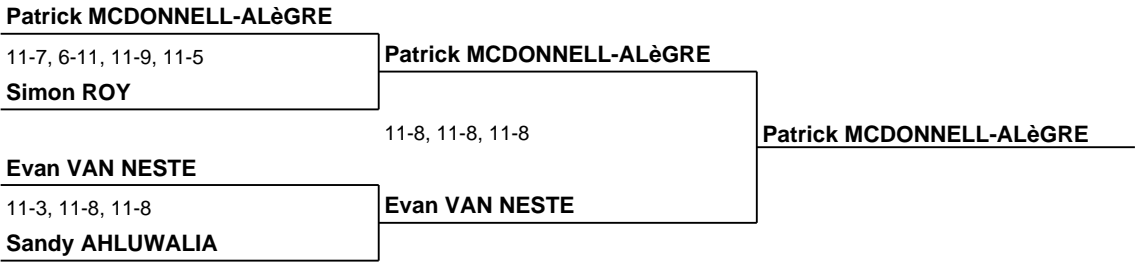 Patrick MCDONNELL-ALèGRE
11-7, 6-11, 11-9, 11-5
Simon ROY
Patrick MCDONNELL-ALèGRE
11-8, 11-8, 11-8
Patrick MCDONNELL-ALèGRE
Evan VAN NESTE
11-3, 11-8, 11-8
Sandy AHLUWALIA
Evan VAN NESTE